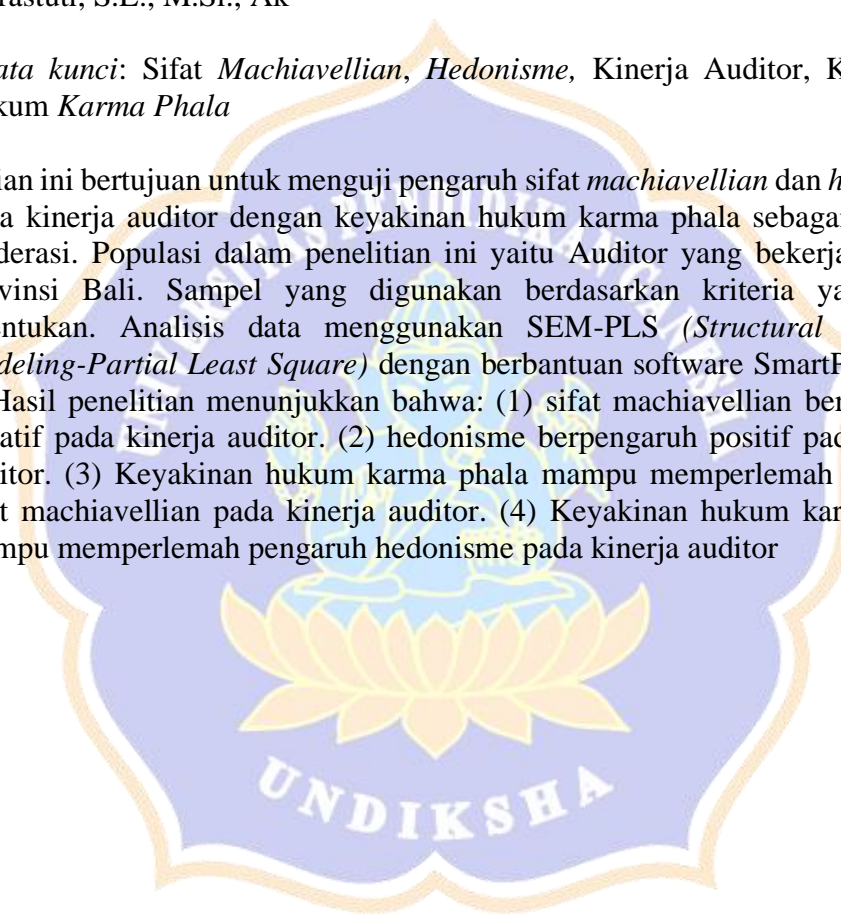 rastuti, S.E., M.Si., Ak
ata kunci: Sifat Machiavellian, Hedonisme, Kinerja Auditor, K
kum Karma Phala
ian ini bertujuan untuk menguji pengaruh sifat machiavellian dan h
a kinerja auditor dengan keyakinan hukum karma phala sebagai
derasi. Populasi dalam penelitian ini yaitu Auditor yang bekerja
vinsi Bali. Sampel yang digunakan berdasarkan kriteria ya
entukan. Analisis data menggunakan SEM-PLS (Structural
deling-Partial Least Square) dengan berbantuan software SmartP
Hasil penelitian menunjukkan bahwa: (1) sifat machiavellian ber
atif pada kinerja auditor. (2) hedonisme berpengaruh positif pad
itor. (3) Keyakinan hukum karma phala mampu memperlemah
t machiavellian pada kinerja auditor. (4) Keyakinan hukum kar
mpu memperlemah pengaruh hedonisme pada kinerja auditor
UNIVERSITAS PENDIDIKAN GANESHA
UNDIKSHA